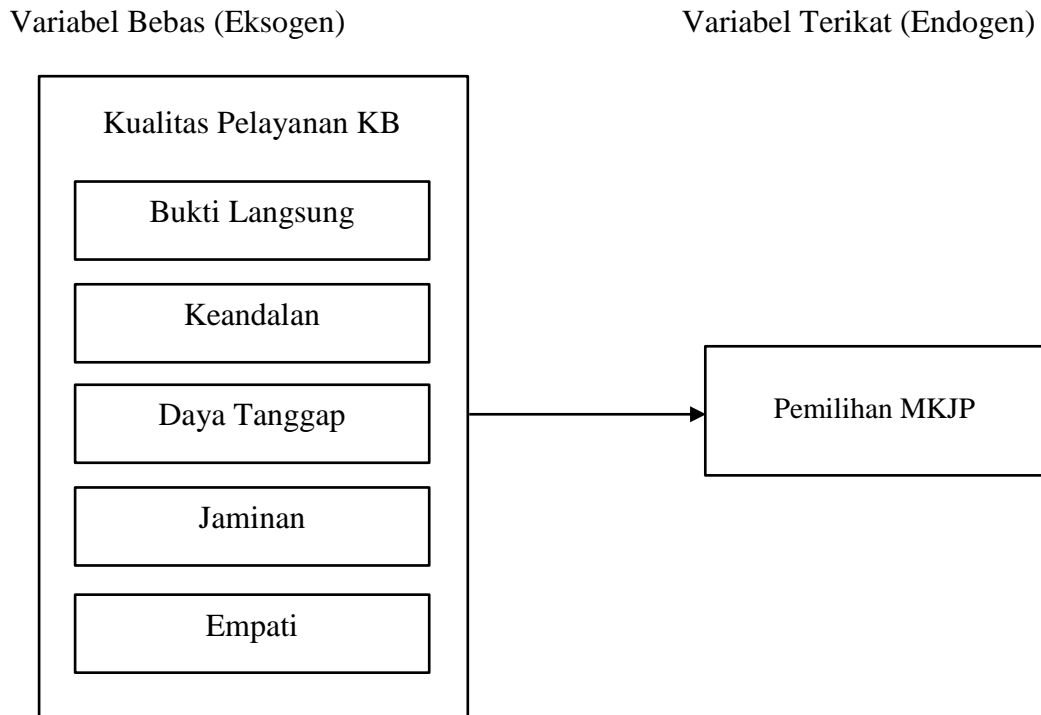 Variabel Bebas (Eksogen)
Variabel Terikat (Endogen)
Kualitas Pelayanan KB
Bukti Langsung
Keandalan
Daya Tanggap
Jaminan
Empati
Pemilihan MKJP